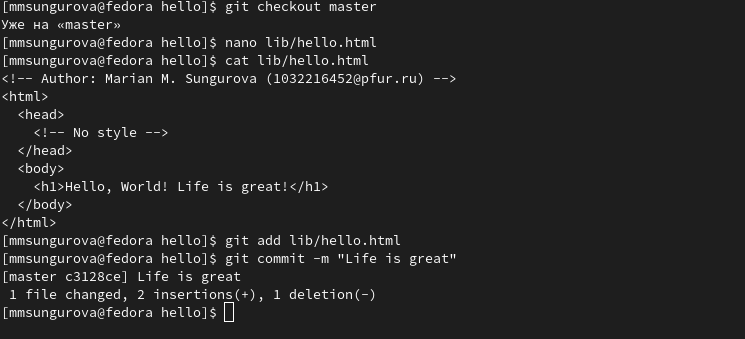 [mmsungurova@fedora hello]$ git checkout master
Уже на «master»
[mmsungurova@fedora hello]$ nano lib/hello.html
[mmsungurova@fedora hello]$ cat lib/hello.html
<!-- Author: Marian M. Sungurova (1032216452@pfur.ru) -->
<html>
  <head>
    <!-- No style -->
  </head>
  <body>
    <h1>Hello, World! Life is great!</h1>
  </body>
</html>
[mmsungurova@fedora hello]$ git add lib/hello.html
[mmsungurova@fedora hello]$ git commit -m "Life is great"
[master c3128ce] Life is great
 1 file changed, 2 insertions(+), 1 deletion(-)
[mmsungurova@fedora hello]$